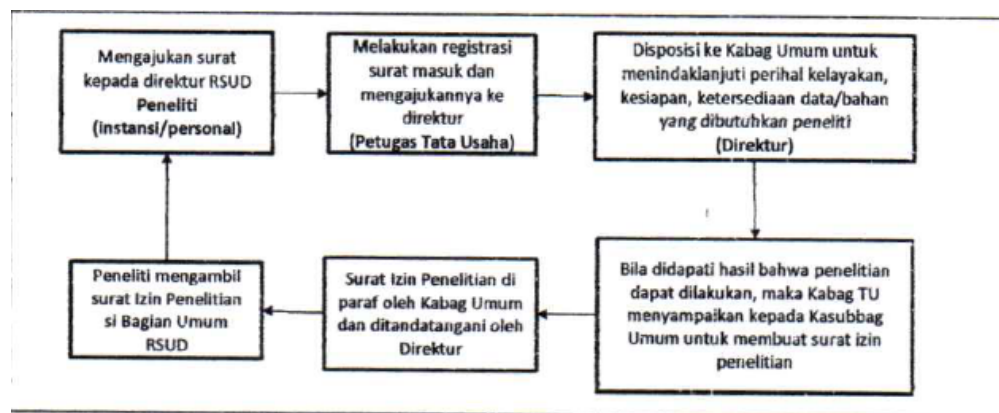 Mengajukan surat
kepada direktur RSUD
Peneliti
(instansi/personal)
Melakukan registrasi
surat masuk dan
mengajukannya ke
direktur
(Petugas Tata Usaha)
Disposisi ke Kabag Umum untuk
menindaklanjuti perihal kelayakan,
kesiapan, ketersediaan data/bahan
yang dibutuhkan peneliti
(Direktur)
Bila didapati hasil bahwa penelitian
dapat dilakukan, maka Kabag TU
menyampaikan kepada Kasubbag
Umum untuk membuat surat izin
penelitian
Surat Izin Penelitian di
paraf oleh Kabag Umum
dan ditandatangani oleh
Direktur
Peneliti mengambil
surat Izin Penelitian
si Bagian Umum
RSUD